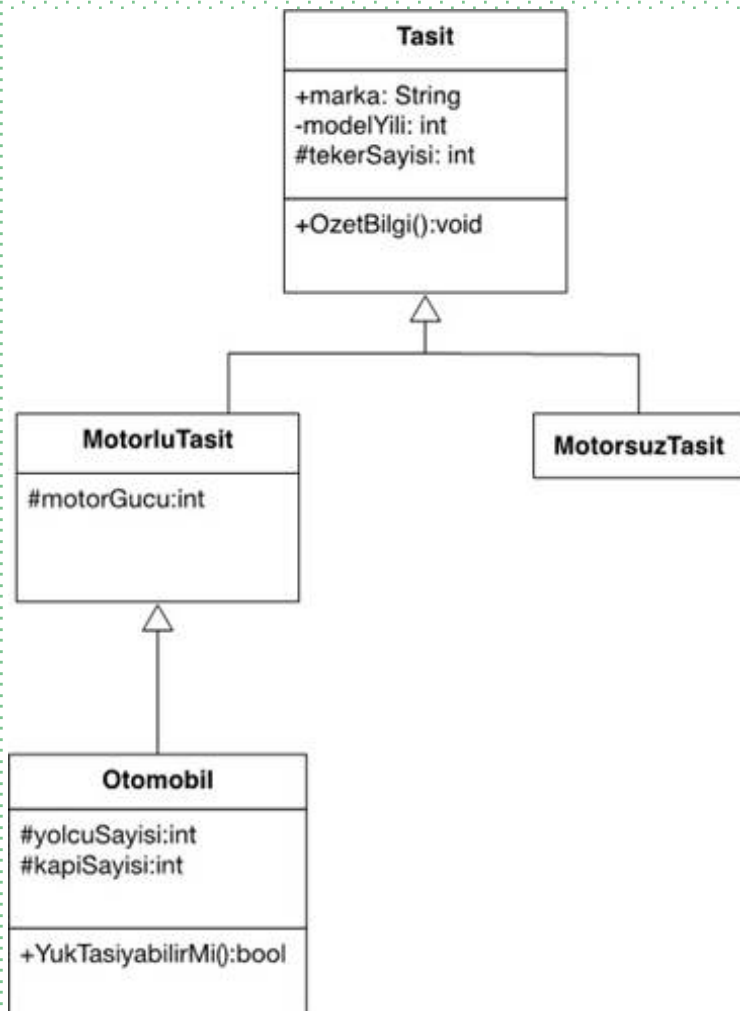 Tasit
+marka: String
-modelYili: int
#tekerSayisi: int
+OzetBilgi():void
MotorluTasit
#motorGucu:int
MotorsuzTasit
Otomobil
#yolcuSayisi:int
#kapiSayisi:int
+YukTasiyabilirMi():bool